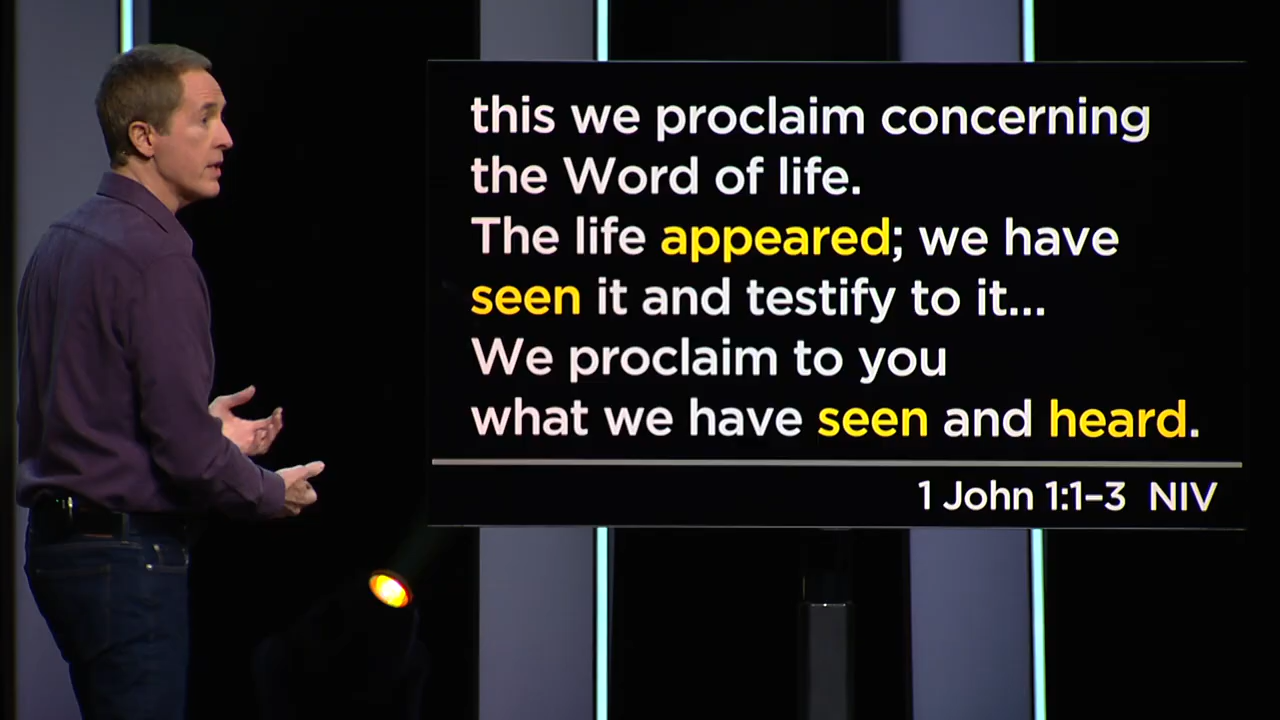 this we proclaim concerning
the Word of life.
The life appeared; we have
seen it and testify to it...
We proclaim to you
what we have seen and heard.
1 John 1:1–3 NIV